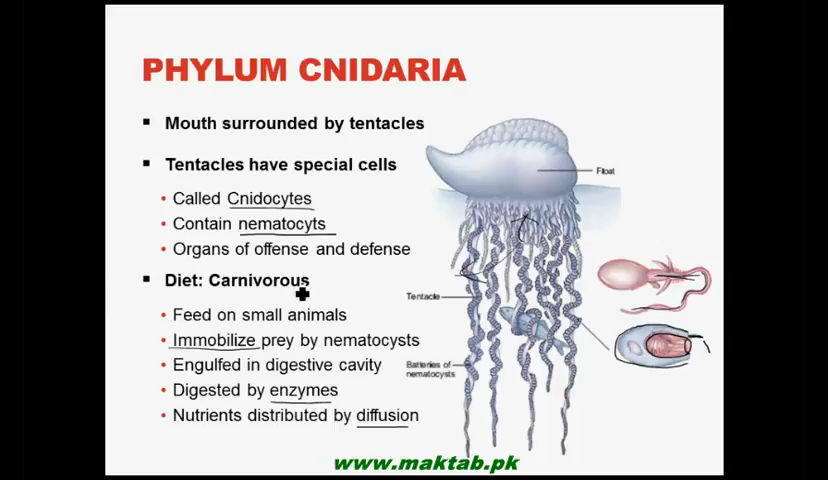 PHYLUM CNIDARIA
Mouth surrounded by tentacles
Tentacles have special cells
Called Cnidocytes
Contain nematocyts
Organs of offense and defense
Diet: Carnivorous
Feed on small animals
Immobilize prey by nematocysts
Engulfed in digestive cavity
Digested by enzymes
Nutrients distributed by diffusion
Float
Tentacle
Batteries of
nematocysts
www.maktab.pk